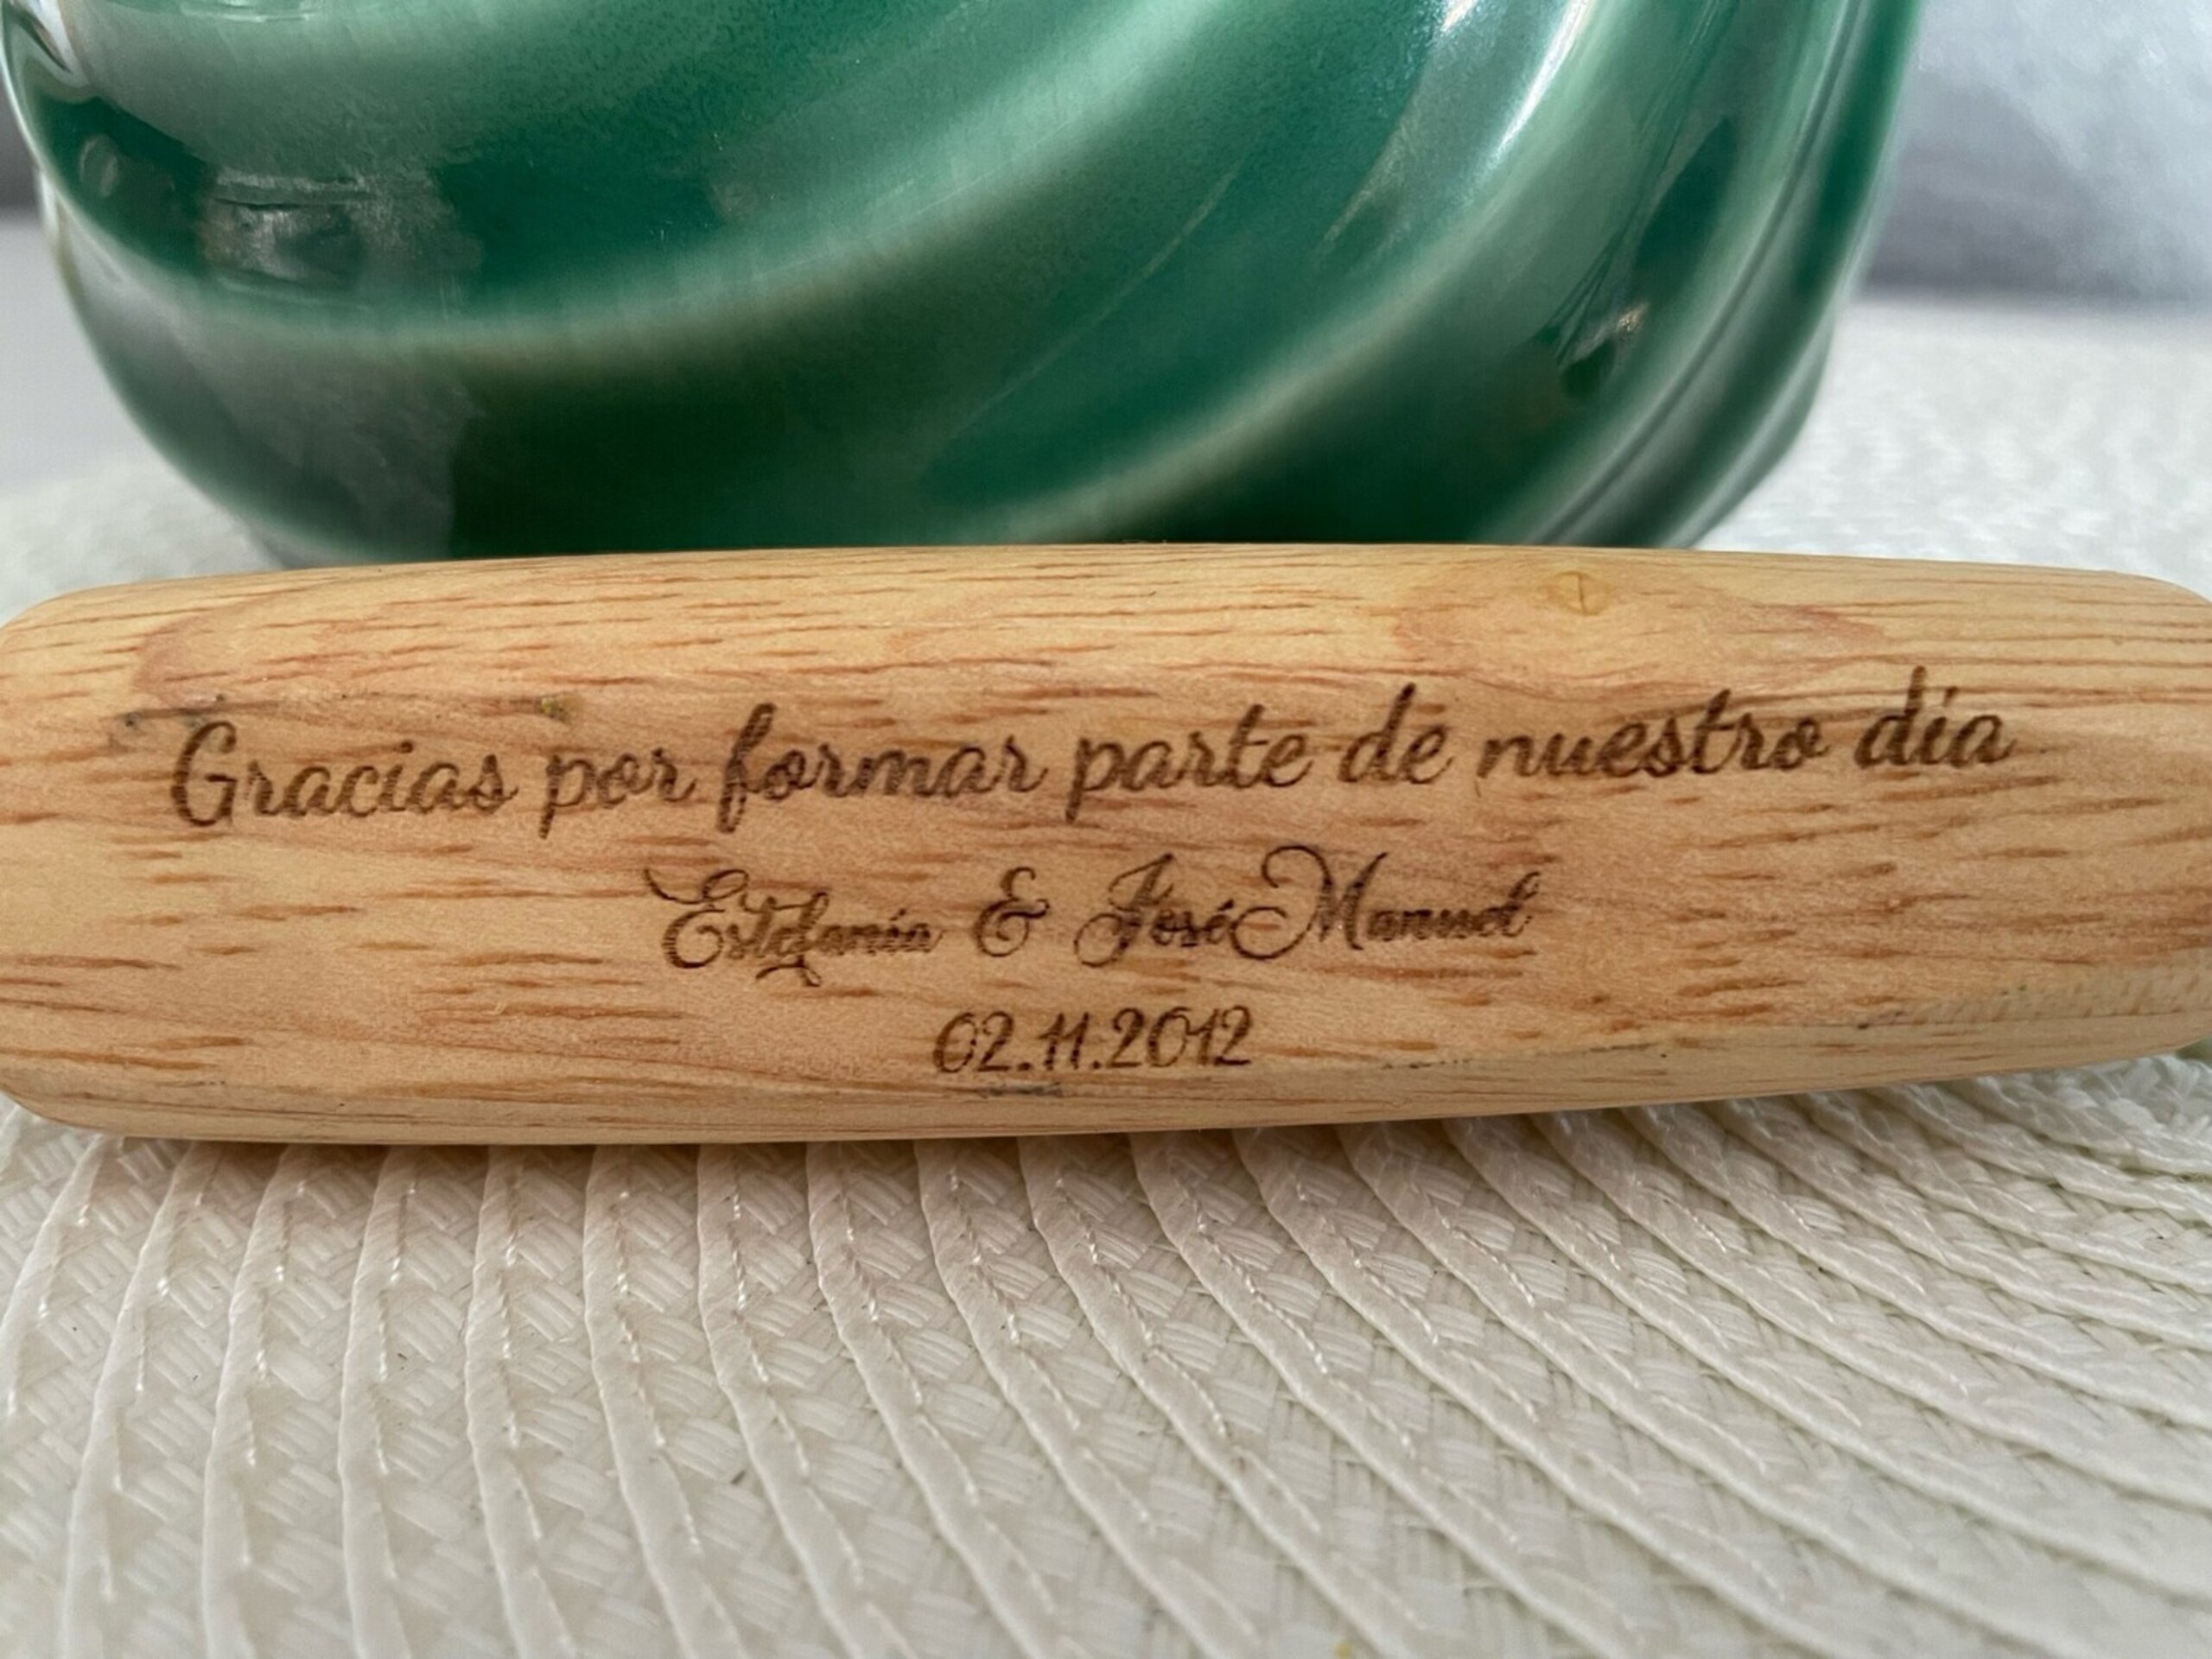 Gracias por formar parte de nuestro día
Estefanía & José Manuel
02.11.2012